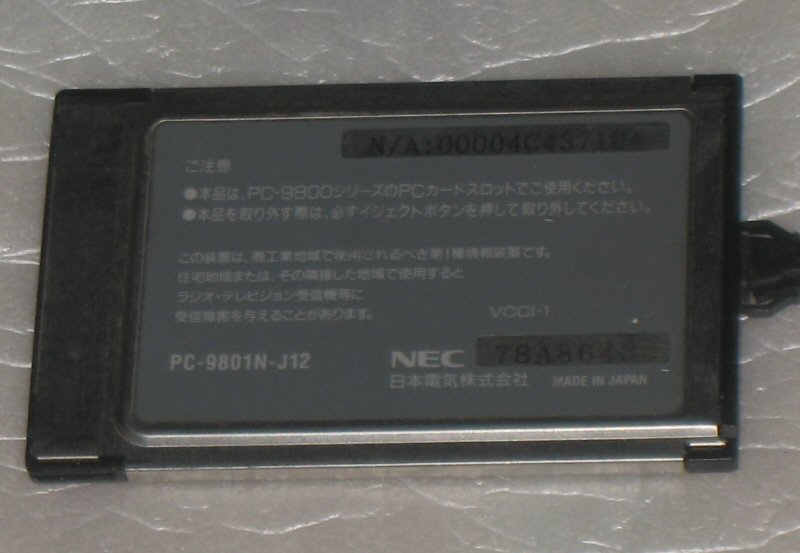 N/A:00004C437104
ご注意
●本品は、PC-9800シリーズのPCカードスロットでご使用ください。
●本品を取り外す際は、必ずイジェクトボタンを押して取り外してください。
この装置は、商工業地域で使用されるべき第1種情報装置です。
住宅地域または、その隣接した地域で使用すると
ラジオ・テレビジョン受信機等に
受信障害を与えることがあります。
VCCI-1
PC-9801N-J12
NEC
日本電気株式会社 MADE IN JAPAN